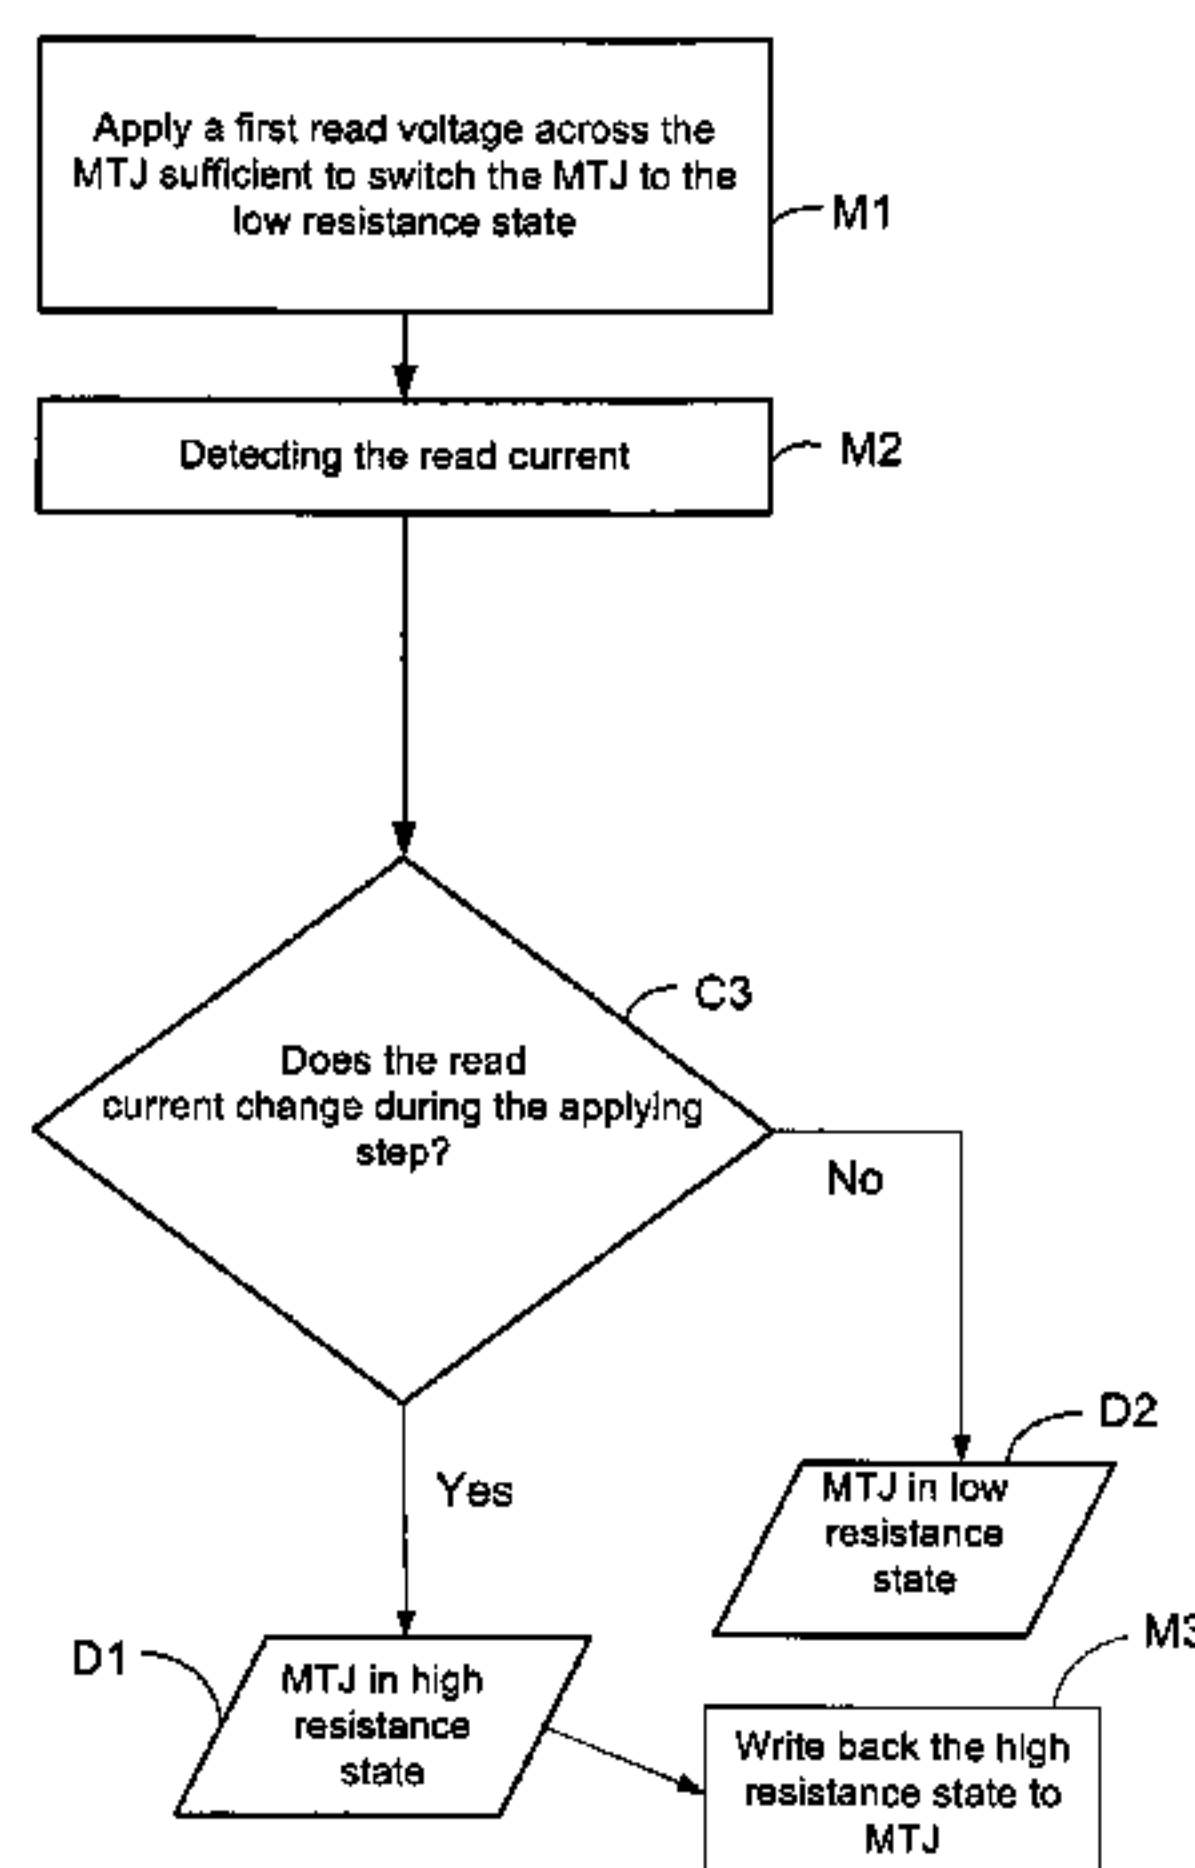 Apply a first read voltage across the
MTJ sufficient to switch the MTJ to the
low resistance state
M1
Detecting the read current
M2
C3
Does the read
current change during the applying
step?
No
Yes
D2
MTJ in low
resistance
state
D1
MTJ in high
resistance
state
M3
Write back the high
resistance state to
MTJ